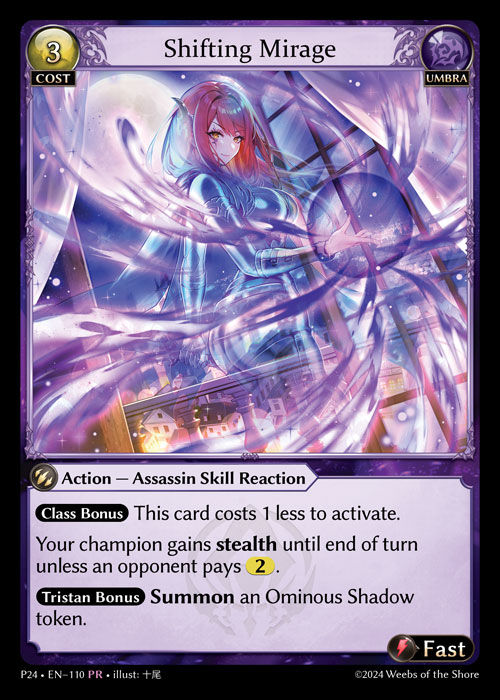 3
Shifting Mirage
COST
UMBRA
Action — Assassin Skill Reaction
Class Bonus This card costs 1 less to activate.
Your champion gains stealth until end of turn
unless an opponent pays 2.
Tristan Bonus Summon an Ominous Shadow
token.
Fast
P24 • EN-110 PR • illust: 十尾
©2024 Weebs of the Shore